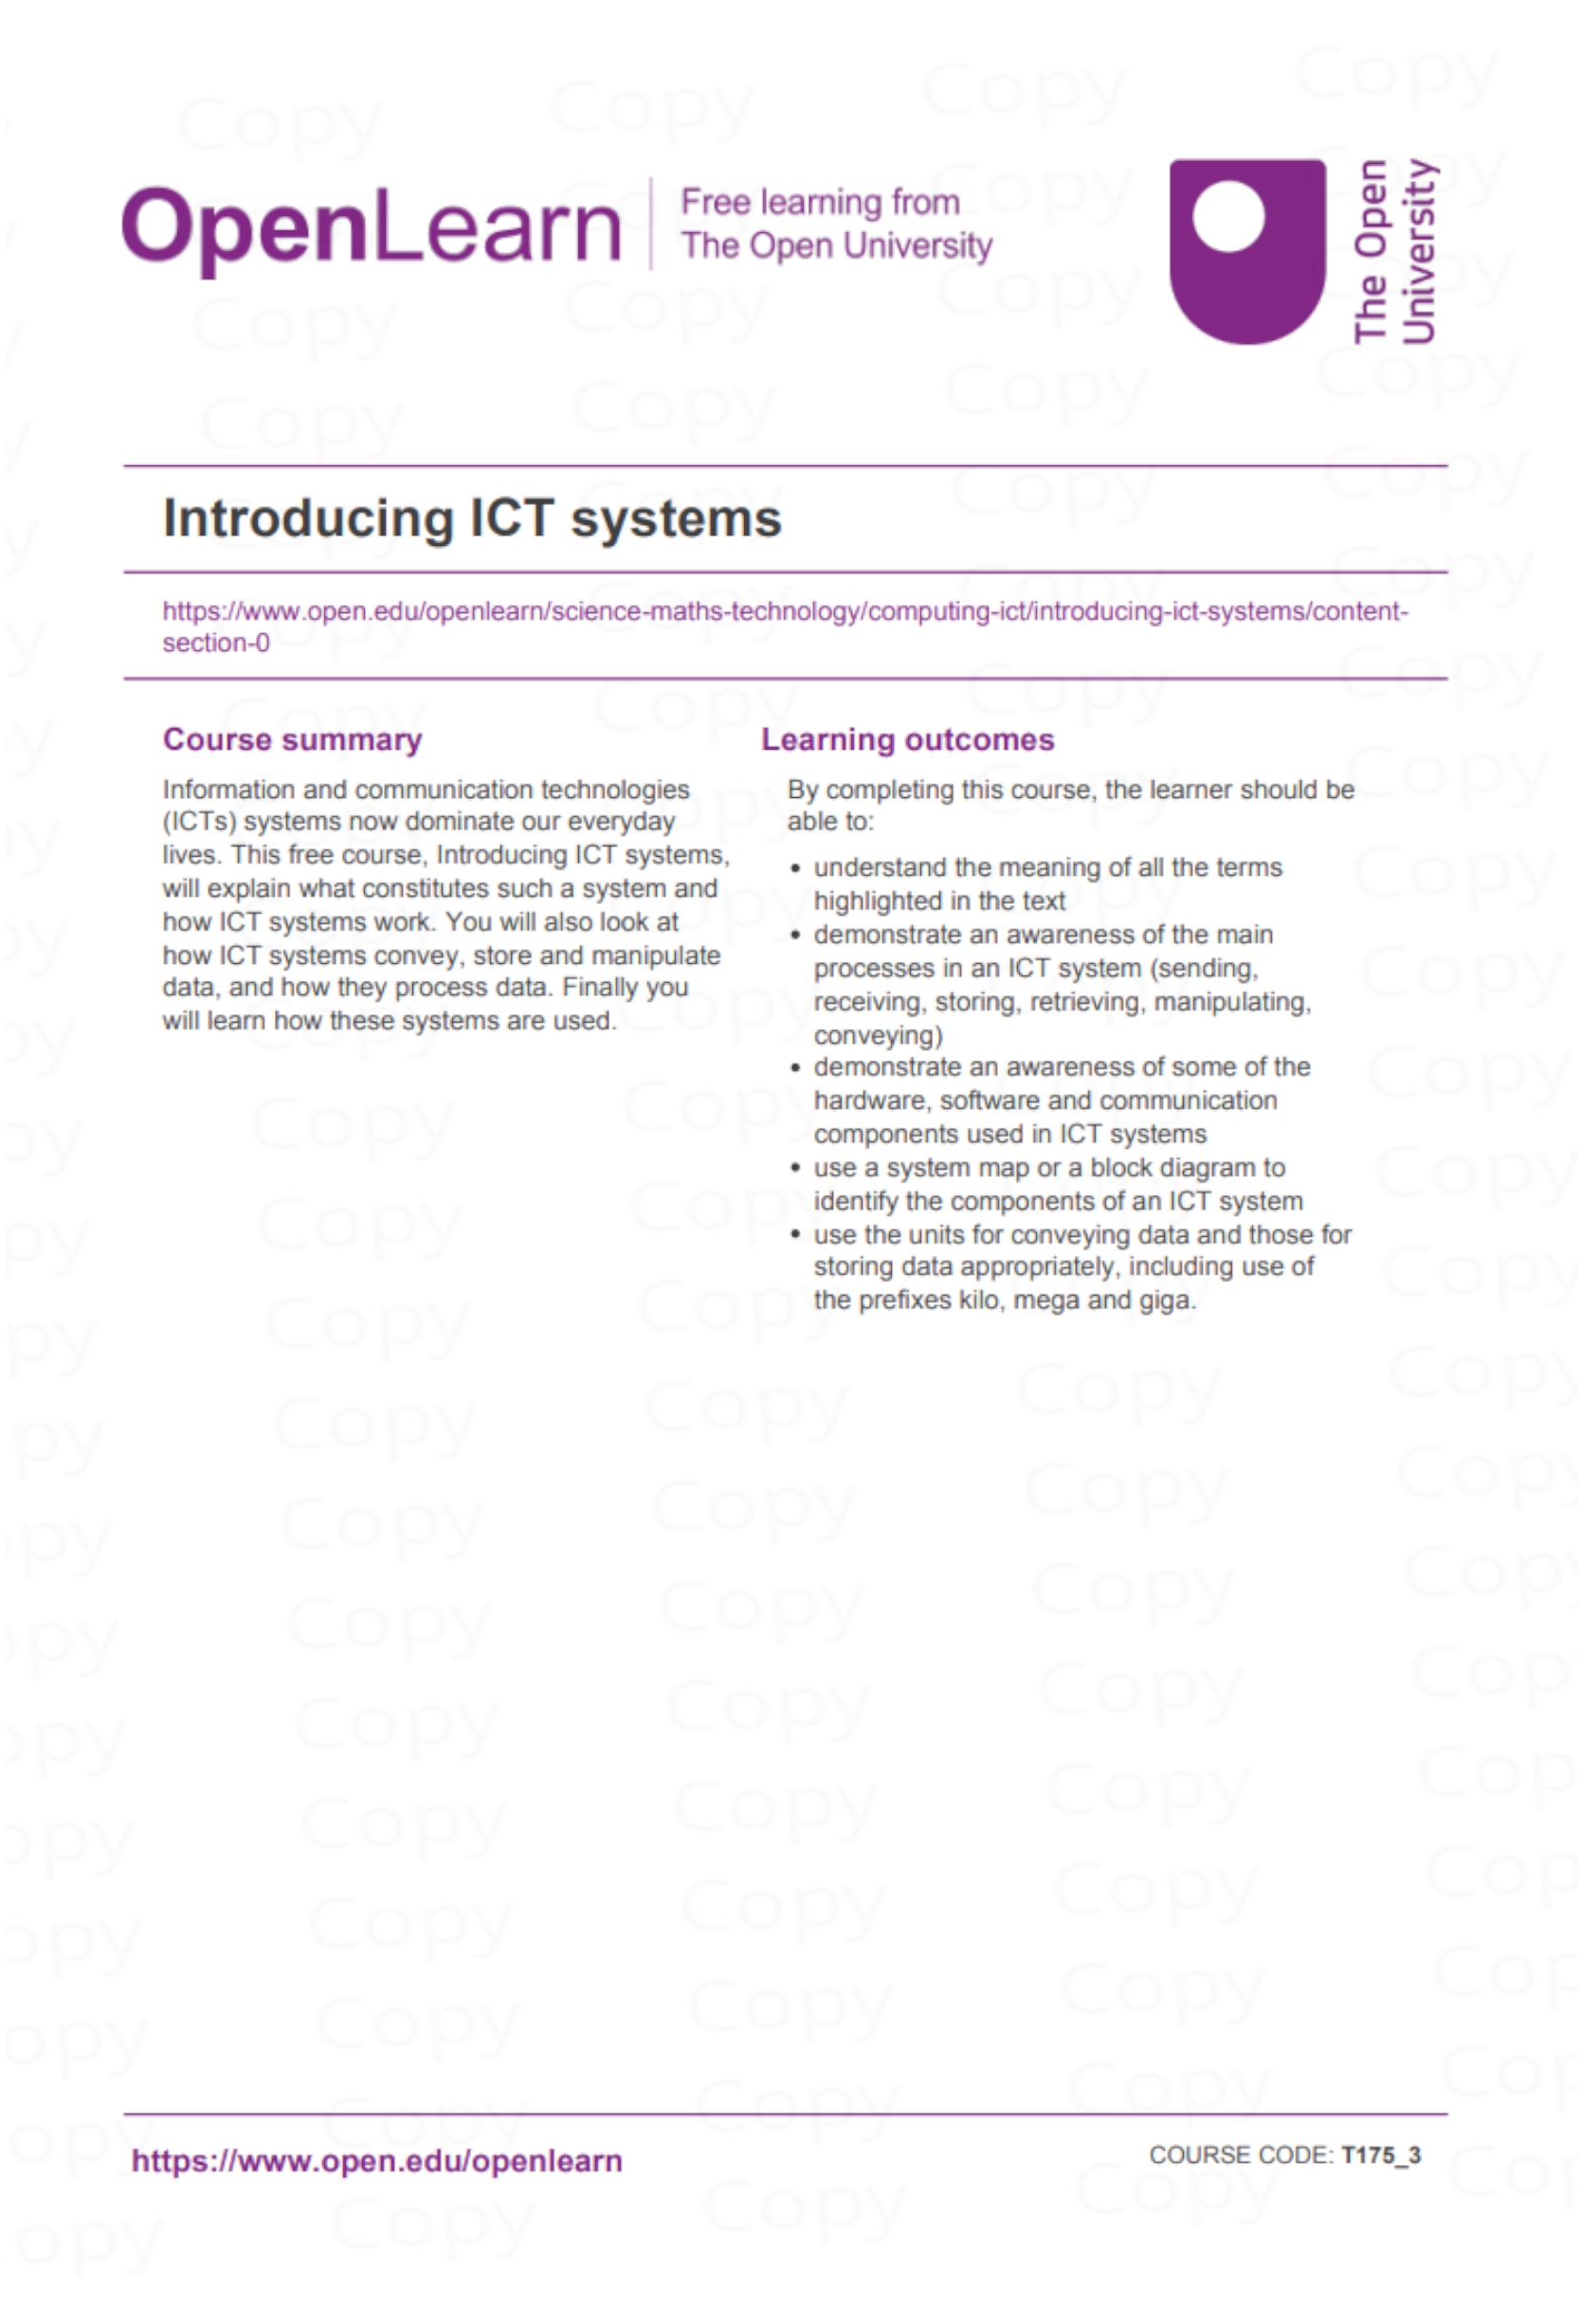 OpenLearn
Free learning from
The Open University
The Open
University
Introducing ICT systems
https://www.open.edu/openlearn/science-maths-technology/computing-ict/introducing-ict-systems/content-
section-0
Course summary
Information and communication technologies
(ICTs) systems now dominate our everyday
lives. This free course, Introducing ICT systems,
will explain what constitutes such a system and
how ICT systems work. You will also look at
how ICT systems convey, store and manipulate
data, and how they process data. Finally you
will learn how these systems are used.
Learning outcomes
By completing this course, the learner should be
able to:
• understand the meaning of all the terms
highlighted in the text
• demonstrate an awareness of the main
processes in an ICT system (sending,
receiving, storing, retrieving, manipulating,
conveying)
• demonstrate an awareness of some of the
hardware, software and communication
components used in ICT systems
• use a system map or a block diagram to
identify the components of an ICT system
• use the units for conveying data and those for
storing data appropriately, including use of
the prefixes kilo, mega and giga.
https://www.open.edu/openlearn
COURSE CODE: T175_3
Copy